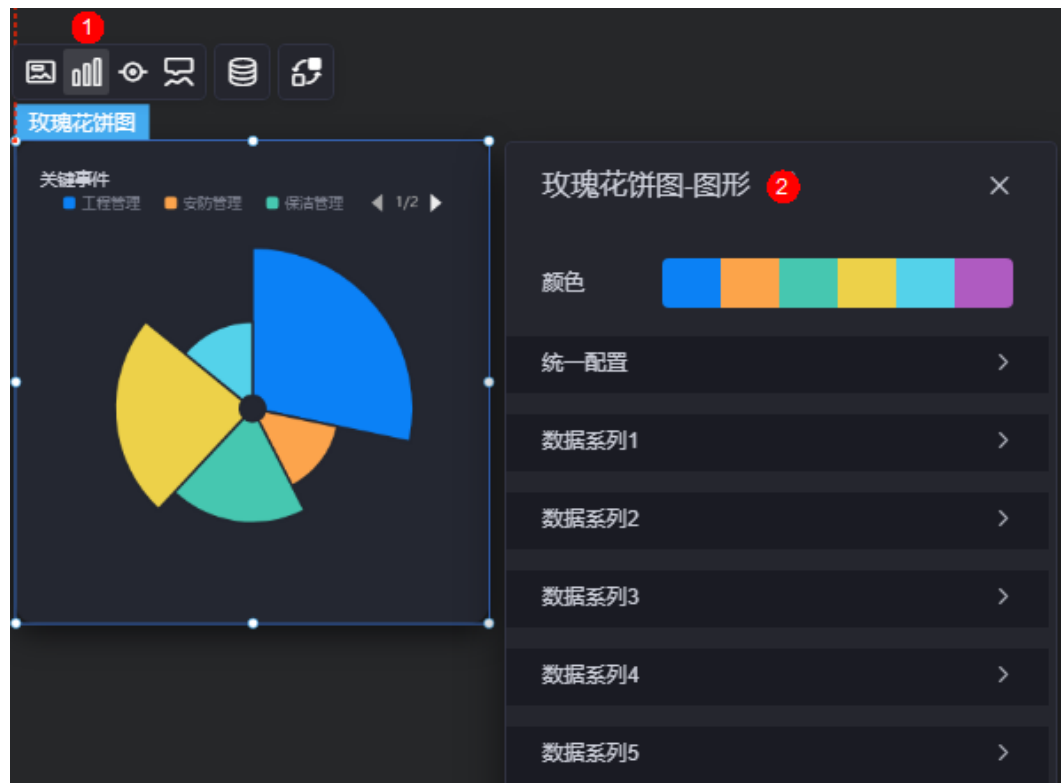 1
玫瑰花饼图
关键事件
工程管理 安防管理 保洁管理 1/2
玫瑰花饼图-图形 2
颜色
统一配置
数据系列1
数据系列2
数据系列3
数据系列4
数据系列5